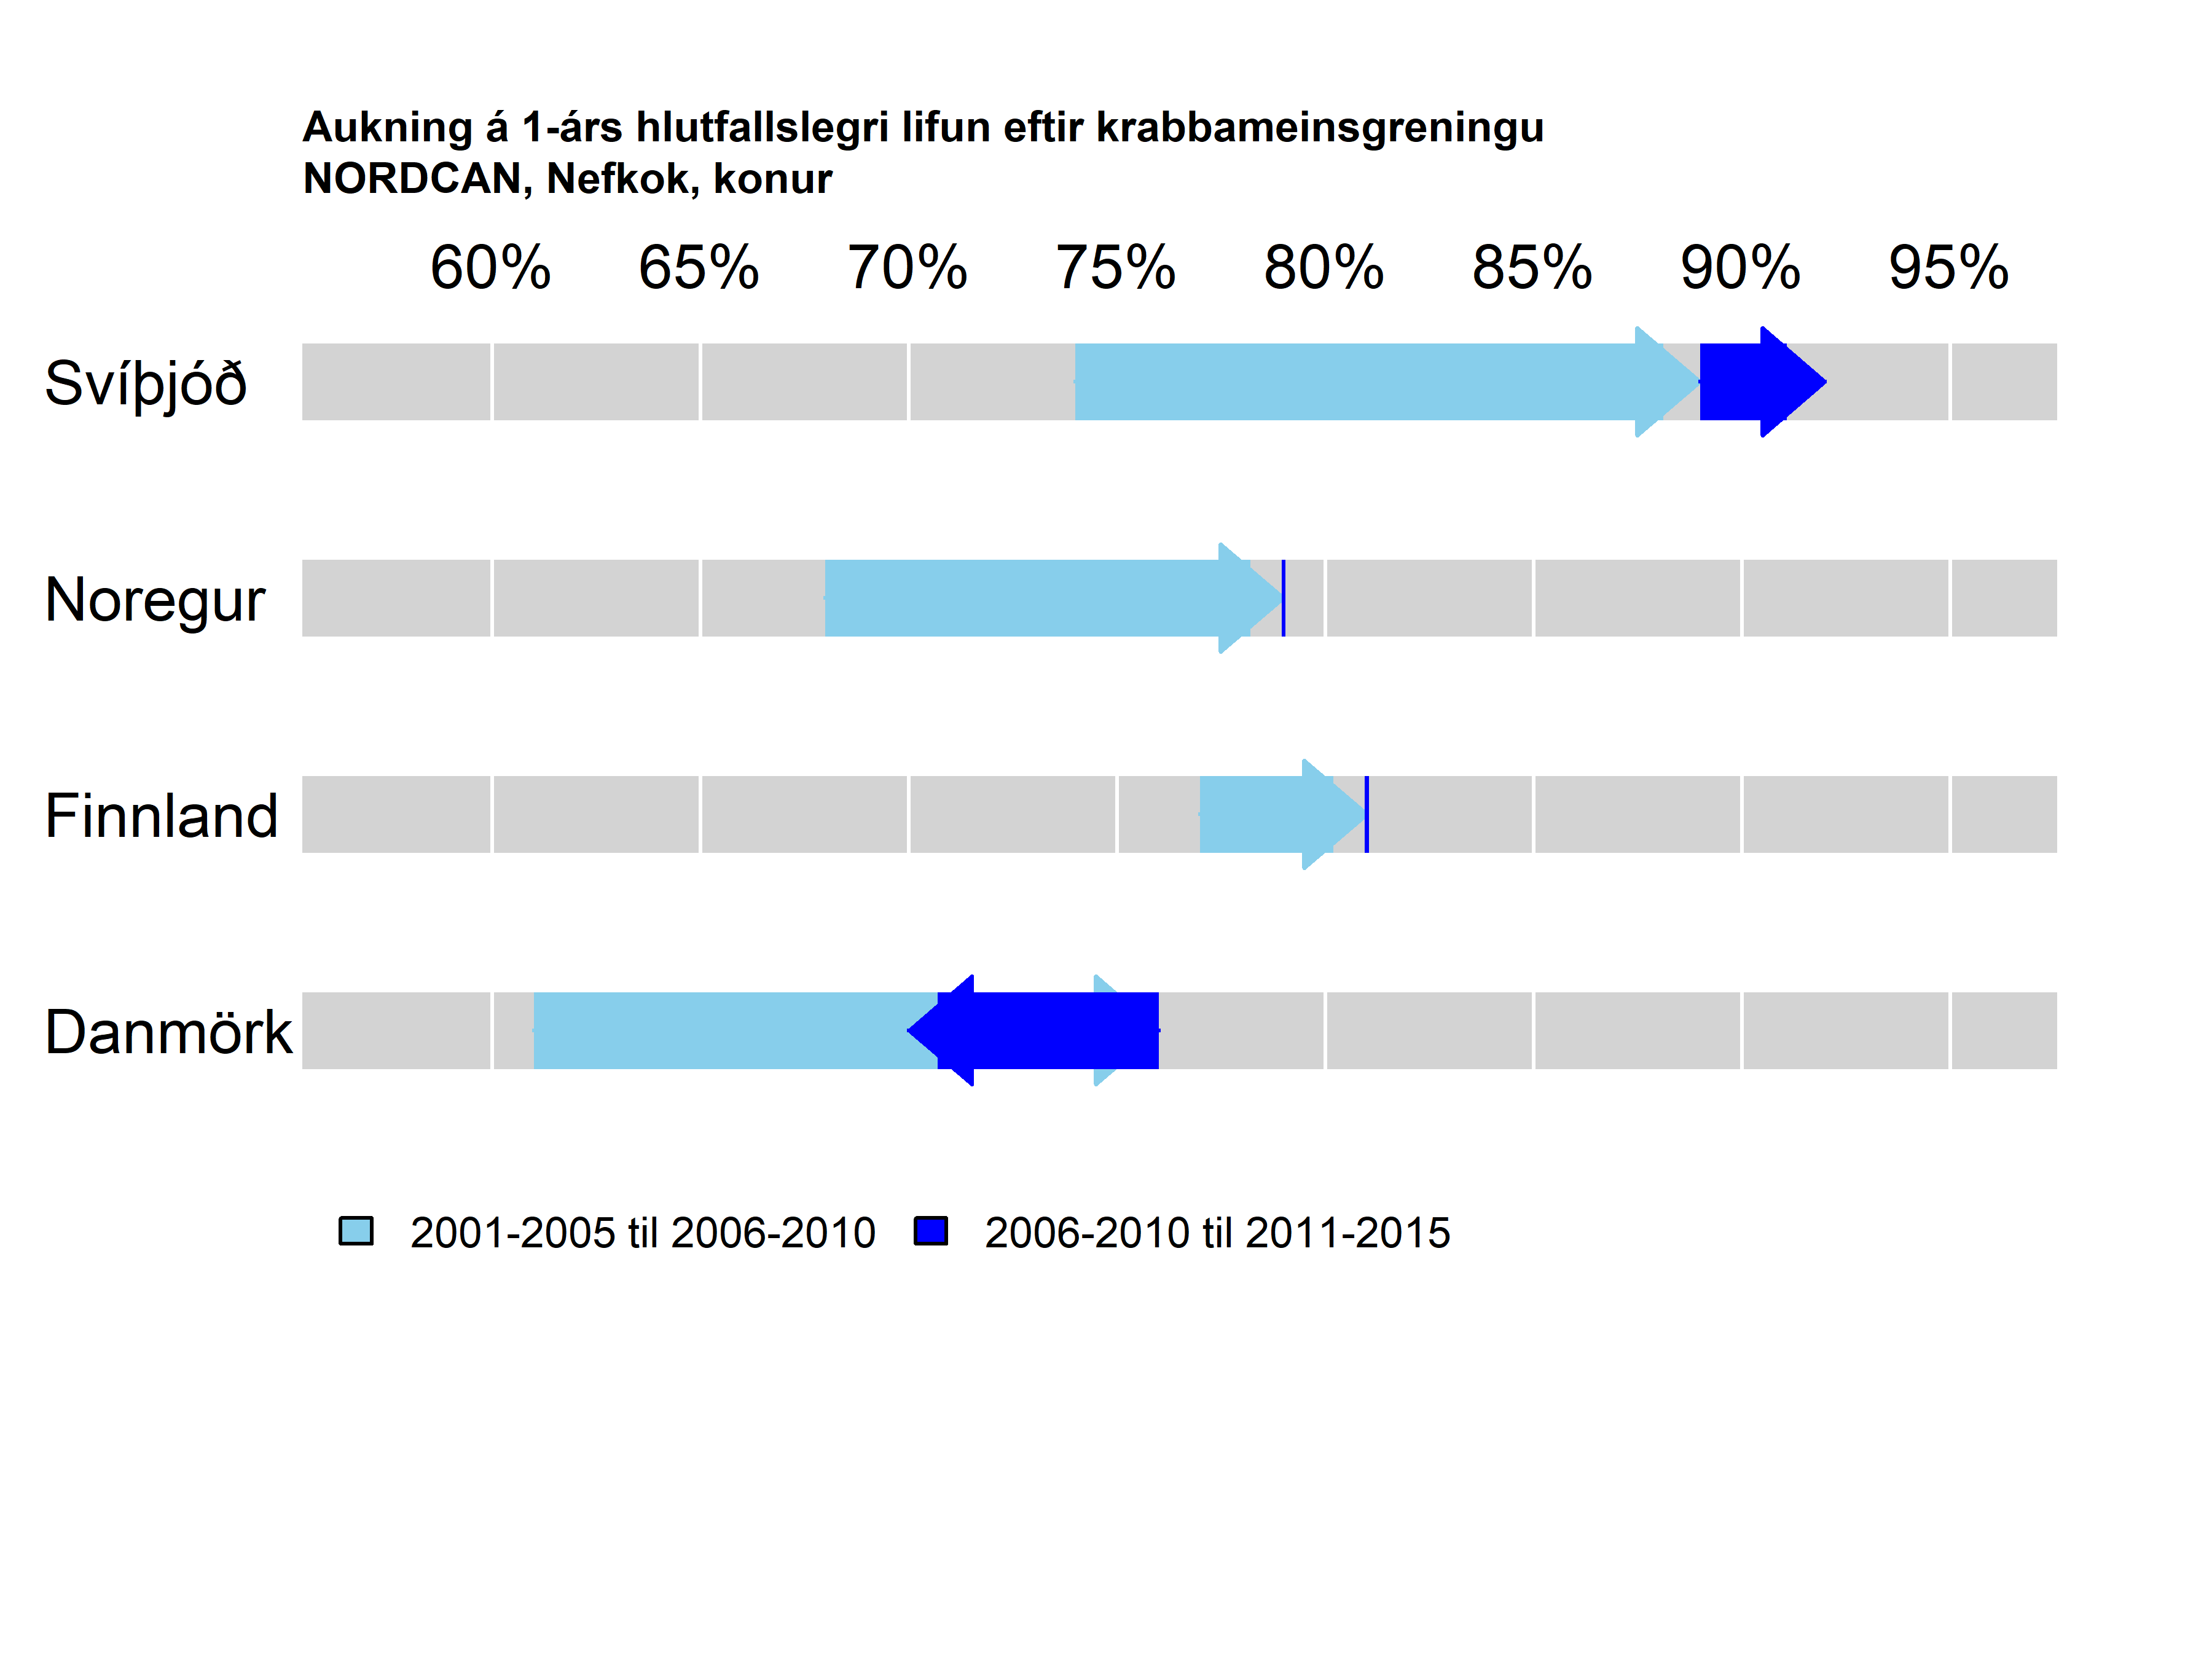 Aukning á 1-árs hlutfallslegri lifun eftir krabbameinsgreningu
NORDCAN, Nefkok, konur
60% 65% 70% 75% 80% 85% 90% 95%
Svíþjóð
Noregur
Finnland
Danmörk
2001-2005 til 2006-2010 2006-2010 til 2011-2015